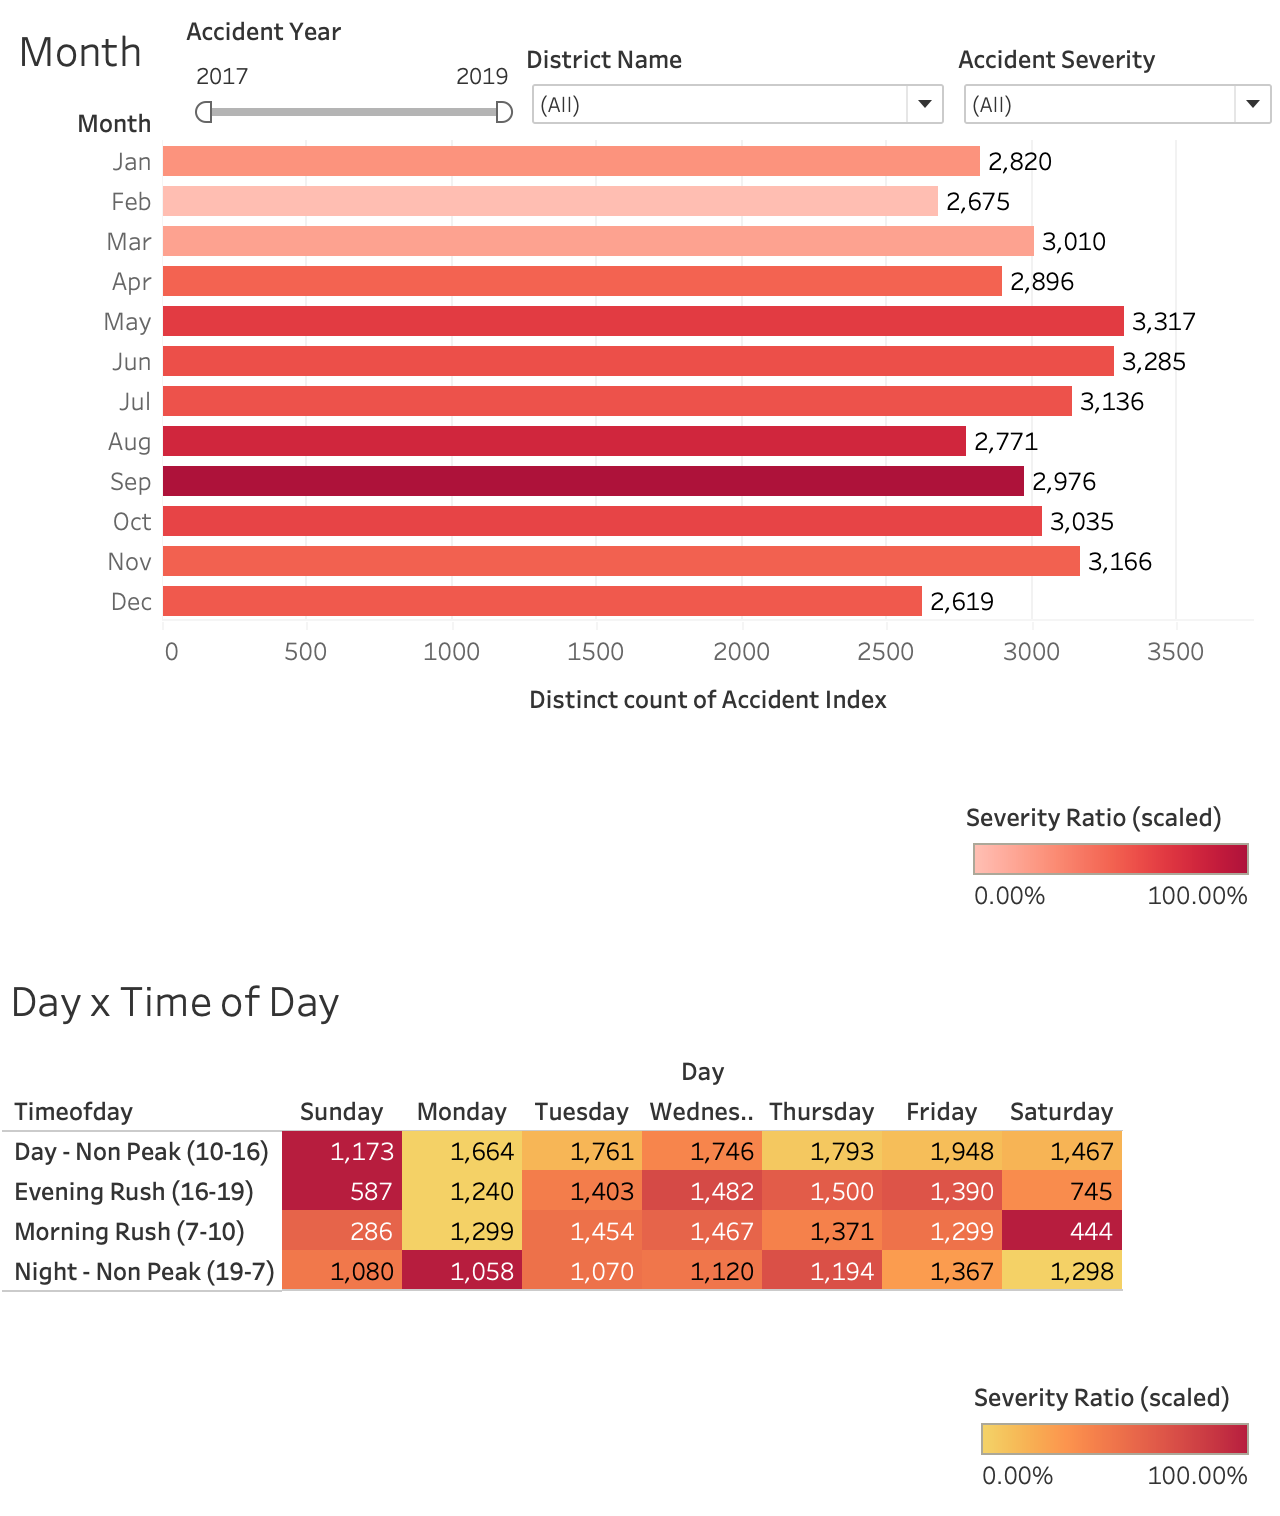 Month
Accident Year
2017 2019
District Name
(All)
Accident Severity
(All)
Month
Jan 2,820
Feb 2,675
Mar 3,010
Apr 2,896
May 3,317
Jun 3,285
Jul 3,136
Aug 2,771
Sep 2,976
Oct 3,035
Nov 3,166
Dec 2,619
0 500 1000 1500 2000 2500 3000 3500
Distinct count of Accident Index
Severity Ratio (scaled)
0.00% 100.00%
Day x Time of Day
Day
Timeofday Sunday Monday Tuesday Wednes.. Thursday Friday Saturday
Day - Non Peak (10-16) 1,173 1,664 1,761 1,746 1,793 1,948 1,467
Evening Rush (16-19) 587 1,240 1,403 1,482 1,500 1,390 745
Morning Rush (7-10) 286 1,299 1,454 1,467 1,371 1,299 444
Night - Non Peak (19-7) 1,080 1,058 1,070 1,120 1,194 1,367 1,298
Severity Ratio (scaled)
0.00% 100.00%